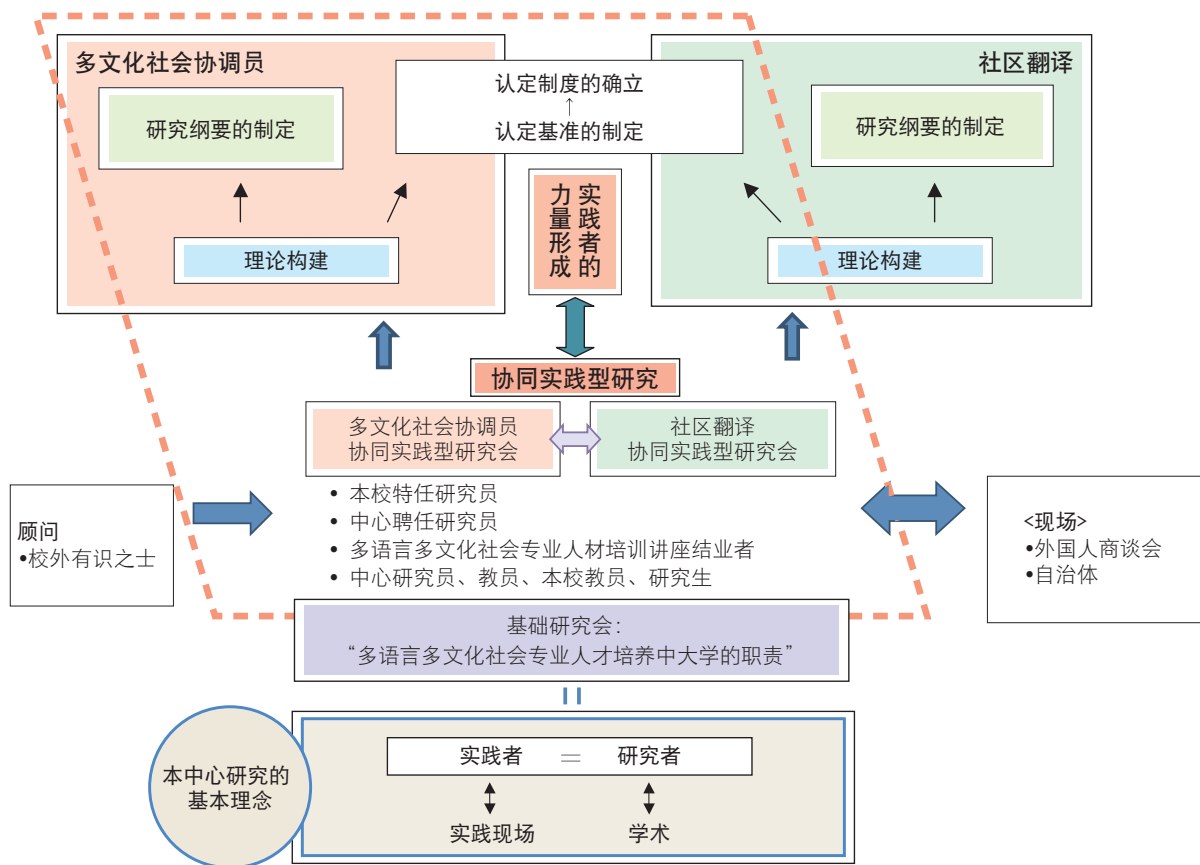 多文化社会协调员
社区翻译
认定制度的确立
↑
认定基准的制定
研究纲要的制定
研究纲要的制定
实践者的
力量形成
理论构建
理论构建
协同实践型研究
多文化社会协调员
协同实践型研究会
社区翻译
协同实践型研究会
• 本校特任研究员
• 中心聘任研究员
• 多语言多文化社会专业人材培训讲座结业者
• 中心研究员、教员、本校教员、研究生
顾问
•校外有识之士
<现场>
•外国人商谈会
•自治体
基础研究会：
“多语言多文化社会专业人才培养中大学的职责”
本中心研究的
基本理念
实践者 = 研究者
实践现场
学术